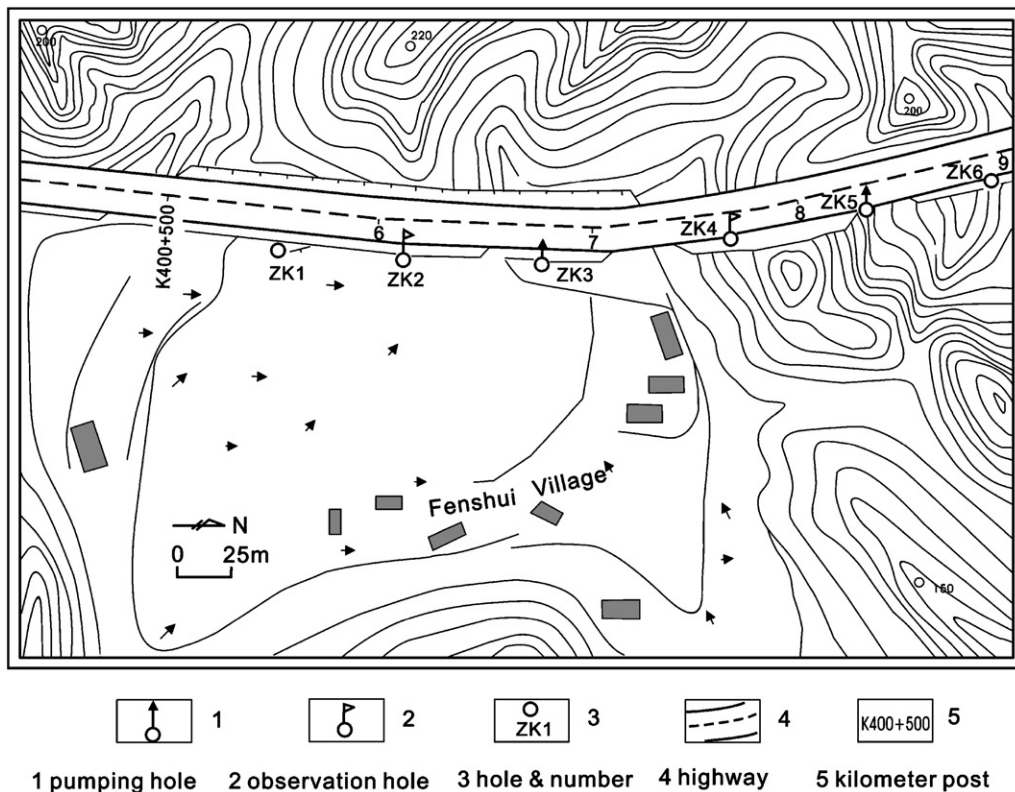 200
220
200
9
ZK6
ZK5
8
ZK4
7
6
K400+500
ZK1
ZK2
ZK3
Fenshui Village
N
0 25m
150
1
2
ZK1
3
4
K400+500
5
1 pumping hole
2 observation hole
3 hole & number
4 highway
5 kilometer post